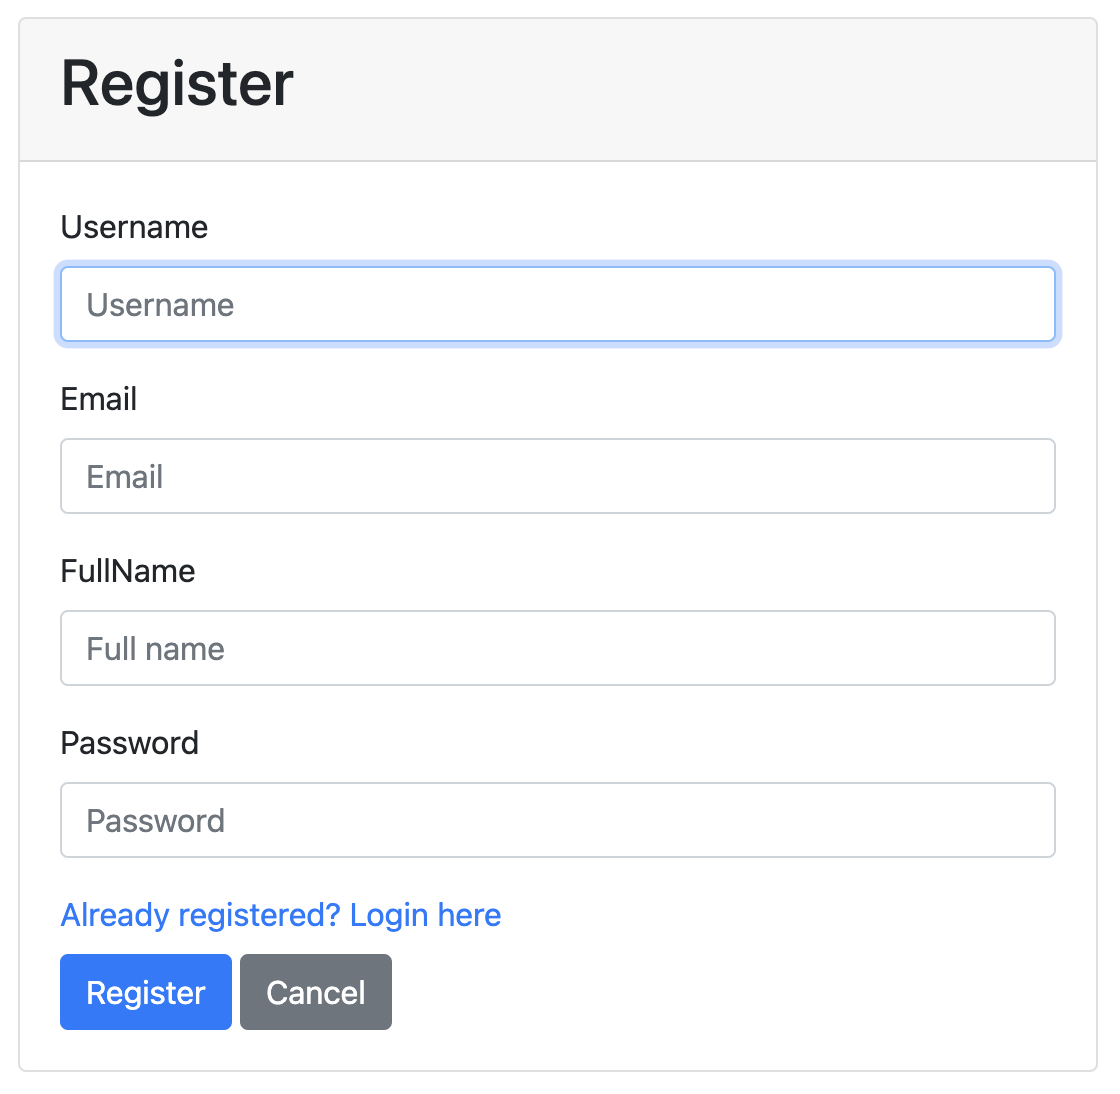 Register
Username
Username
Email
Email
FullName
Full name
Password
Password
Already registered? Login here
Register Cancel